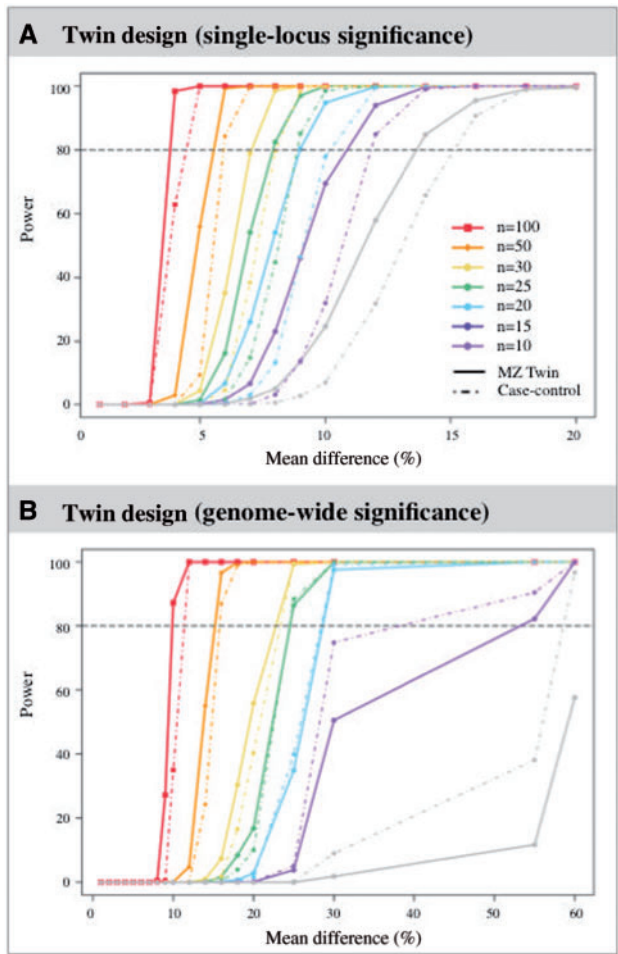 A Twin design (single-locus significance)
100
80
60
40
20
0
Power
n=100
n=50
n=30
n=25
n=20
n=15
n=10
MZ Twin
Case-control
0 5 10 15 20
Mean difference (%)
B Twin design (genome-wide significance)
100
80
60
40
20
0
Power
0 10 20 30 40 50 60
Mean difference (%)